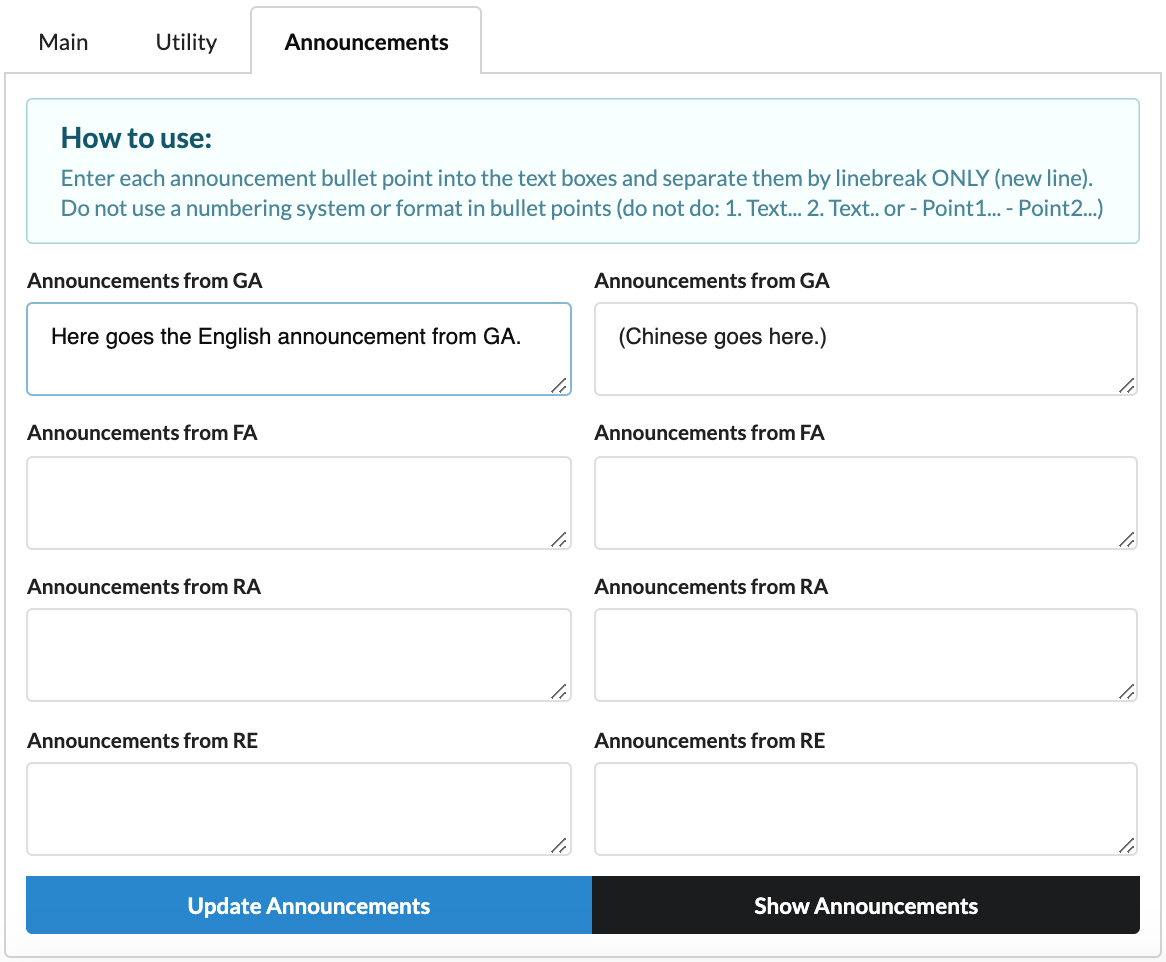 Main Utility Announcements
How to use:
Enter each announcement bullet point into the text boxes and separate them by linebreak ONLY (new line).
Do not use a numbering system or format in bullet points (do not do: 1. Text... 2. Text.. or - Point1... - Point2...)
Announcements from GA Announcements from GA
Here goes the English announcement from GA. (Chinese goes here.)
Announcements from FA Announcements from FA
Announcements from RA Announcements from RA
Announcements from RE Announcements from RE
Update Announcements Show Announcements